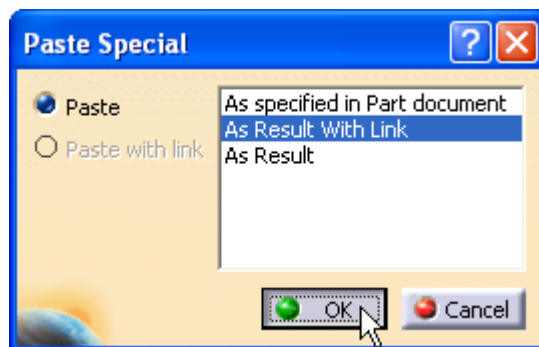 Paste Special
?
X
Paste
Paste with link
As specified in Part document
As Result With Link
As Result
OK
Cancel